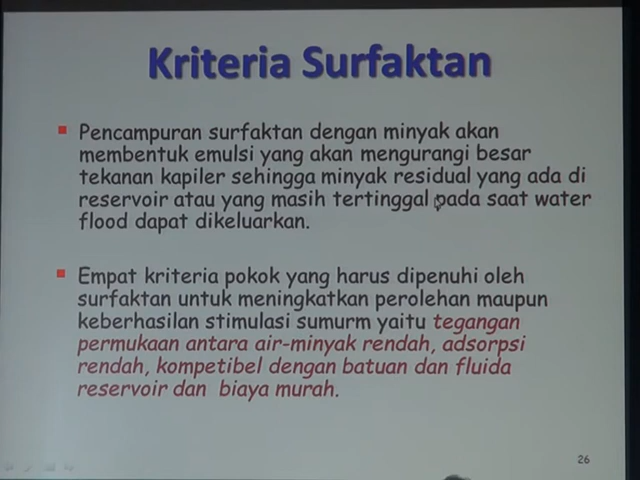 Kriteria Surfaktan
Pencampuran surfaktan dengan minyak akan
membentuk emulsi yang akan mengurangi besar
tekanan kapiler sehingga minyak residual yang ada di
reservoir atau yang masih tertinggal pada saat water
flood dapat dikeluarkan.
Empat kriteria pokok yang harus dipenuhi oleh
surfaktan untuk meningkatkan perolehan maupun
keberhasilan stimulasi sumurm yaitu tegangan
permukaan antara air-minyak rendah, adsorpsi
rendah, kompetibel dengan batuan dan fluida
reservoir dan biaya murah.
26